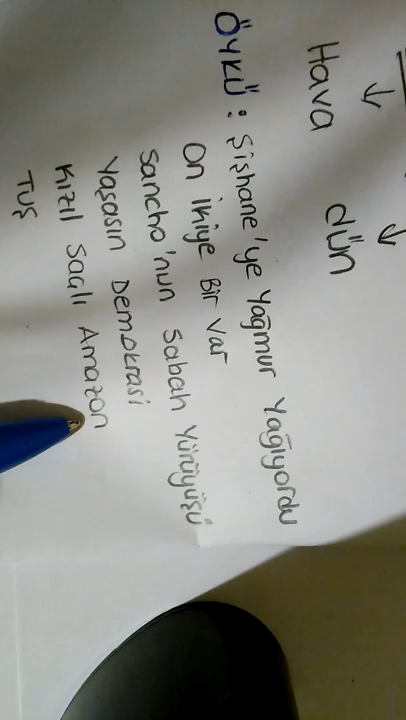 ↓ ↓
Hava dün
ÖYKÜ: Şişhane'ye Yağmur Yağıyordu
On İkiye Bir Var
Sancho'nun Sabah Yürüyüşü
Yaşasın Demokrasi
Kızıl Saçlı Amazon
Tuş